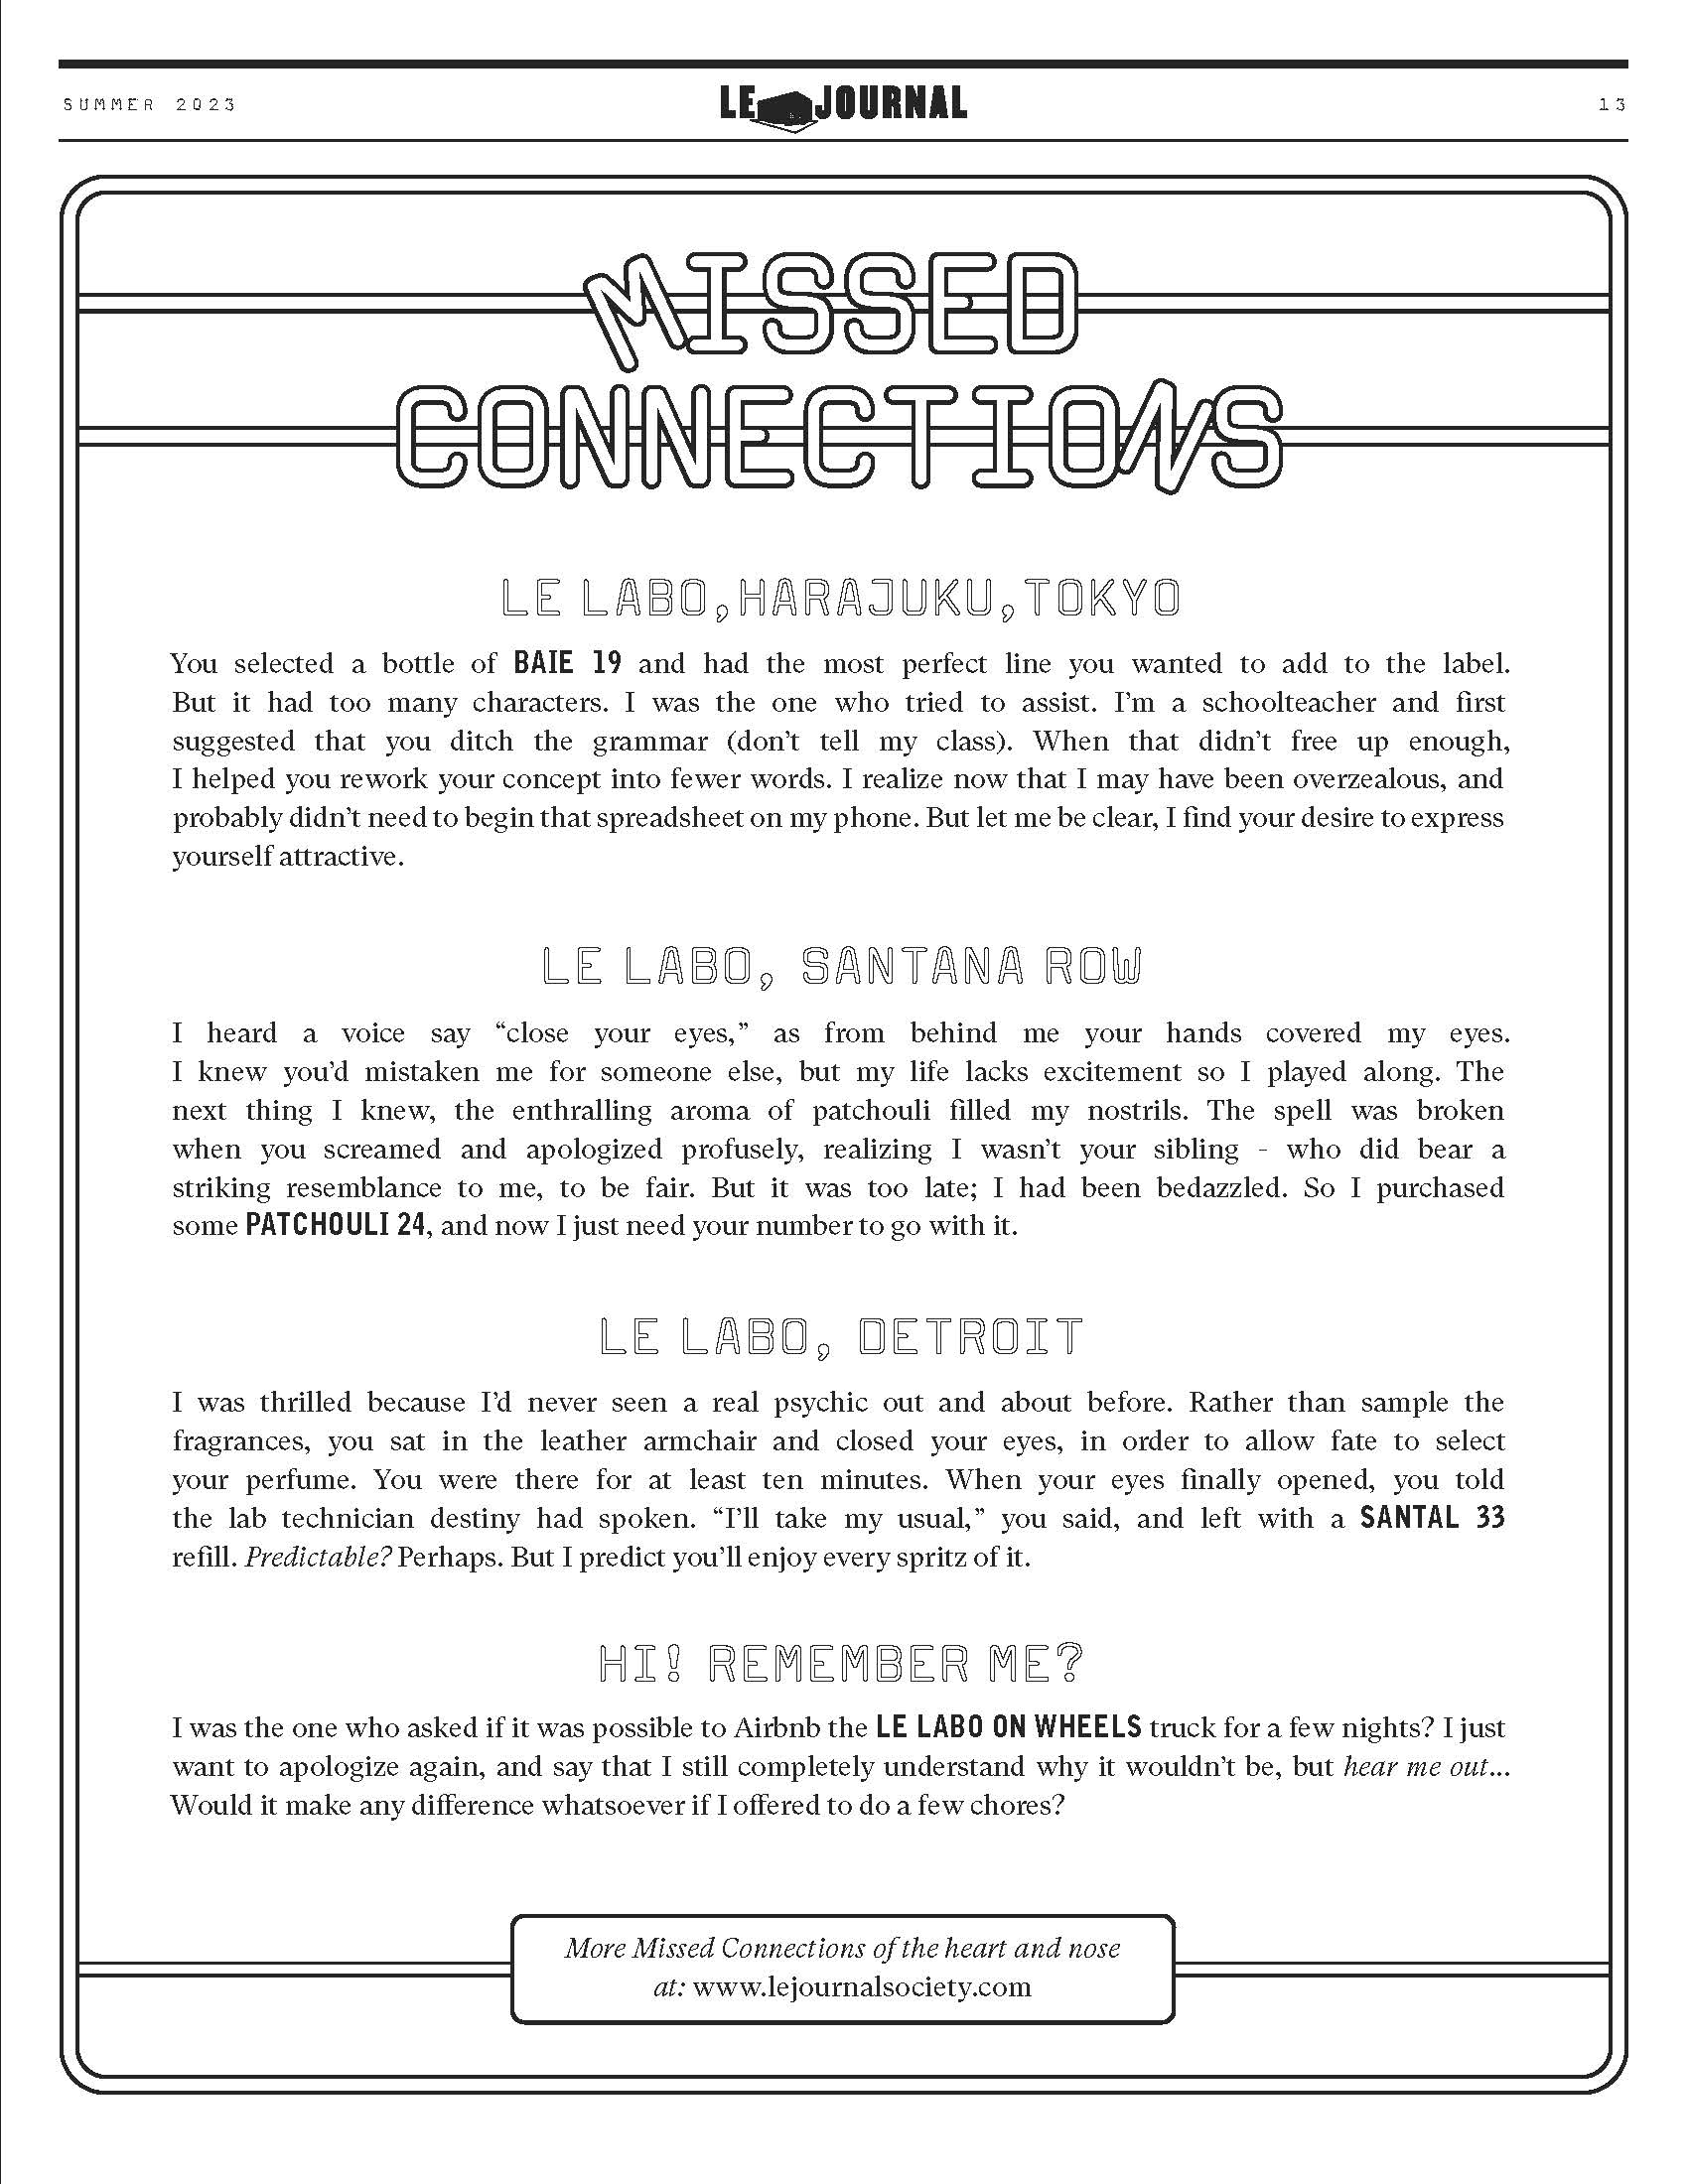 SUMMER 2023
LE JOURNAL
13
MISSED
CONNECTIONS
LE LABO,HARAJUKU,TOKYO
You selected a bottle of BAIE 19 and had the most perfect line you wanted to add to the label.
But it had too many characters. I was the one who tried to assist. I’m a schoolteacher and first
suggested that you ditch the grammar (don’t tell my class). When that didn’t free up enough,
I helped you rework your concept into fewer words. I realize now that I may have been overzealous, and
probably didn’t need to begin that spreadsheet on my phone. But let me be clear, I find your desire to express
yourself attractive.
LE LABO, SANTANA ROW
I heard a voice say “close your eyes,” as from behind me your hands covered my eyes.
I knew you’d mistaken me for someone else, but my life lacks excitement so I played along. The
next thing I knew, the enthralling aroma of patchouli filled my nostrils. The spell was broken
when you screamed and apologized profusely, realizing I wasn’t your sibling - who did bear a
striking resemblance to me, to be fair. But it was too late; I had been bedazzled. So I purchased
some PATCHOULI 24, and now I just need your number to go with it.
LE LABO, DETROIT
I was thrilled because I’d never seen a real psychic out and about before. Rather than sample the
fragrances, you sat in the leather armchair and closed your eyes, in order to allow fate to select
your perfume. You were there for at least ten minutes. When your eyes finally opened, you told
the lab technician destiny had spoken. “I’ll take my usual,” you said, and left with a SANTAL 33
refill. Predictable? Perhaps. But I predict you’ll enjoy every spritz of it.
HI! REMEMBER ME?
I was the one who asked if it was possible to Airbnb the LE LABO ON WHEELS truck for a few nights? I just
want to apologize again, and say that I still completely understand why it wouldn’t be, but hear me out...
Would it make any difference whatsoever if I offered to do a few chores?
More Missed Connections of the heart and nose
at: www.lejournalsociety.com